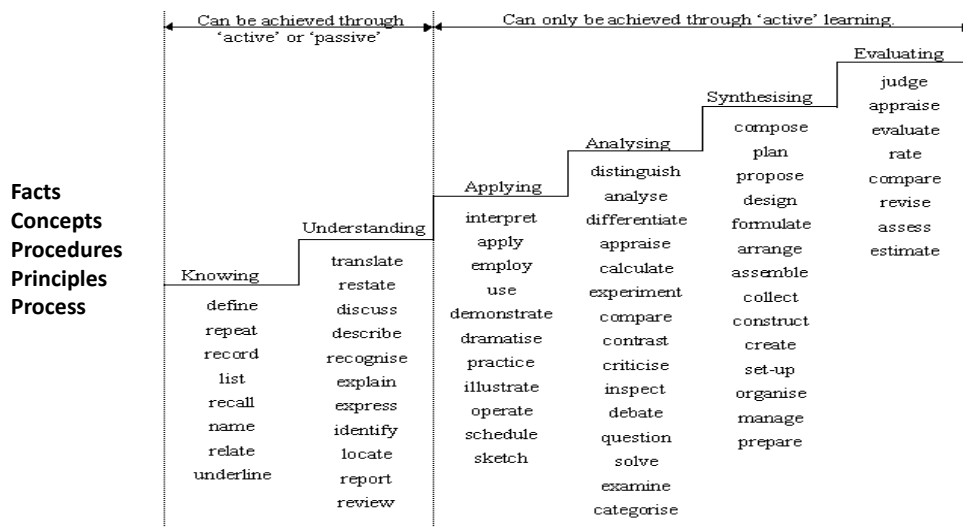 Can be achieved through
‘active’ or ‘passive’
Can only be achieved through ‘active’ learning.
Facts
Concepts
Procedures
Principles
Process
Knowing
define
repeat
record
list
recall
name
relate
underline
Understanding
translate
restate
discuss
describe
recognise
explain
express
identify
locate
report
review
Applying
interpret
apply
employ
use
demonstrate
dramatise
practice
illustrate
operate
schedule
sketch
Analysing
distinguish
analyse
differentiate
appraise
calculate
experiment
compare
contrast
criticise
inspect
debate
question
solve
examine
categorise
Synthesising
compose
plan
propose
design
formulate
arrange
assemble
collect
construct
create
set-up
organise
manage
prepare
Evaluating
judge
appraise
evaluate
rate
compare
revise
assess
estimate